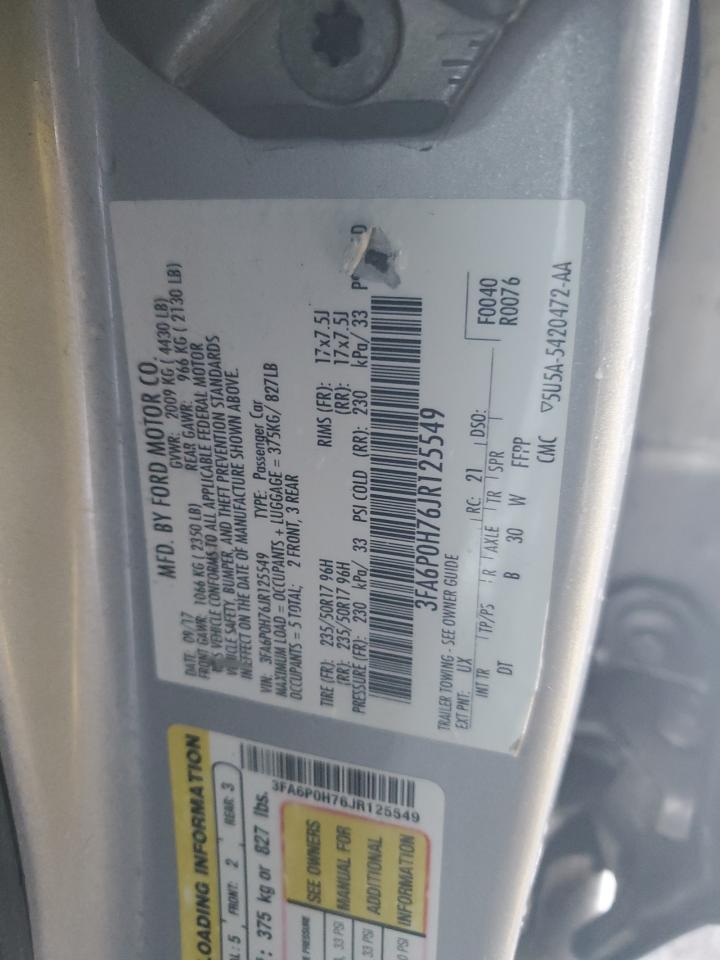 MFD. BY FORD MOTOR CO.
DATE: 09/17 GVWR: 2009 KG ( 4430 LB)
FRONT GAWR: 1066 KG ( 2350 LB) REAR GAWR: 966 KG ( 2130 LB)
THIS VEHICLE CONFORMS TO ALL APPLICABLE FEDERAL MOTOR
VEHICLE SAFETY, BUMPER, AND THEFT PREVENTION STANDARDS
IN EFFECT ON THE DATE OF MANUFACTURE SHOWN ABOVE.
VIN: 3FA6P0H76JR125549 TYPE: Passenger Car
MAXIMUM LOAD = OCCUPANTS + LUGGAGE = 375KG/ 827LB
OCCUPANTS = 5 TOTAL: 2 FRONT, 3 REAR
TIRE (FR): 235/50R17 96H RIMS (FR): 17x7.5J
(RR): 235/50R17 96H (RR): 17x7.5J
PRESSURE (FR): 230 kPa/ 33 PSI COLD (RR): 230 kPa/ 33
3FA6P0H76JR125549
TRAILER TOWING - SEE OWNER GUIDE
EXT PNT: UX RC: 21 DSO: F0040
R0076
INT TR TP/PS R AXLE TR SPR
DT B 30 W FFPP
CMC ▽5U5A-5420472-AA
LOADING INFORMATION
5 FRONT: 2 REAR: 3
: 375 kg or 827 lbs.
3FA6P0H76JR125549
PRESSURE
33 PSI
33 PSI
PSI
SEE OWNERS
MANUAL FOR
ADDITIONAL
INFORMATION